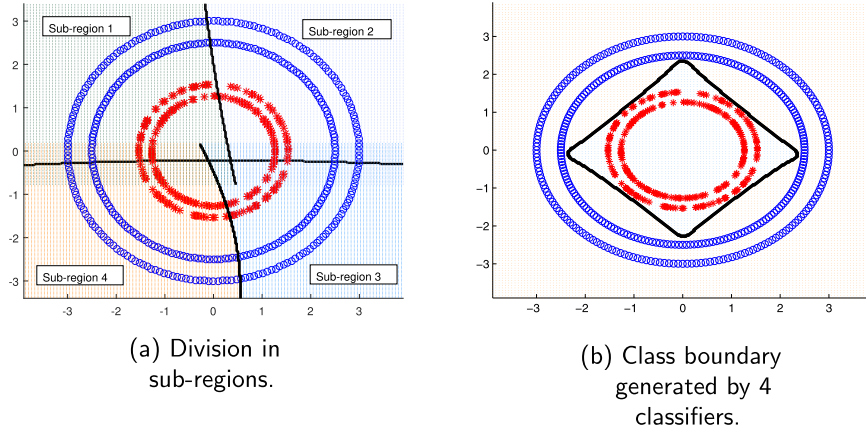 Sub-region 1
Sub-region 2
3
2
1
0
-1
-2
-3
Sub-region 4
Sub-region 3
-3 -2 -1 0 1 2 3
(a) Division in
sub-regions.
3
2
1
0
−1
−2
−3
−3 −2 −1 0 1 2 3
(b) Class boundary
generated by 4
classifiers.